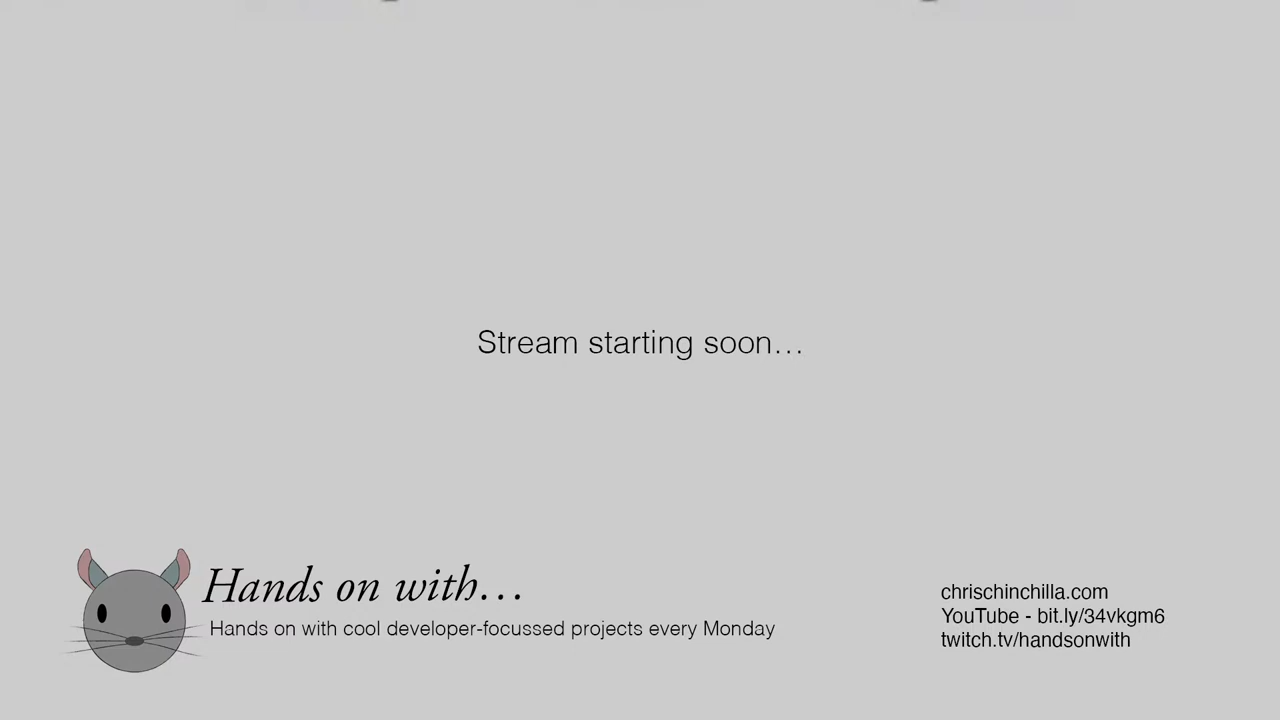 Stream starting soon…
Hands on with…
Hands on with cool developer-focussed projects every Monday
chrischinchilla.com
YouTube - bit.ly/34vkgm6
twitch.tv/handsonwith